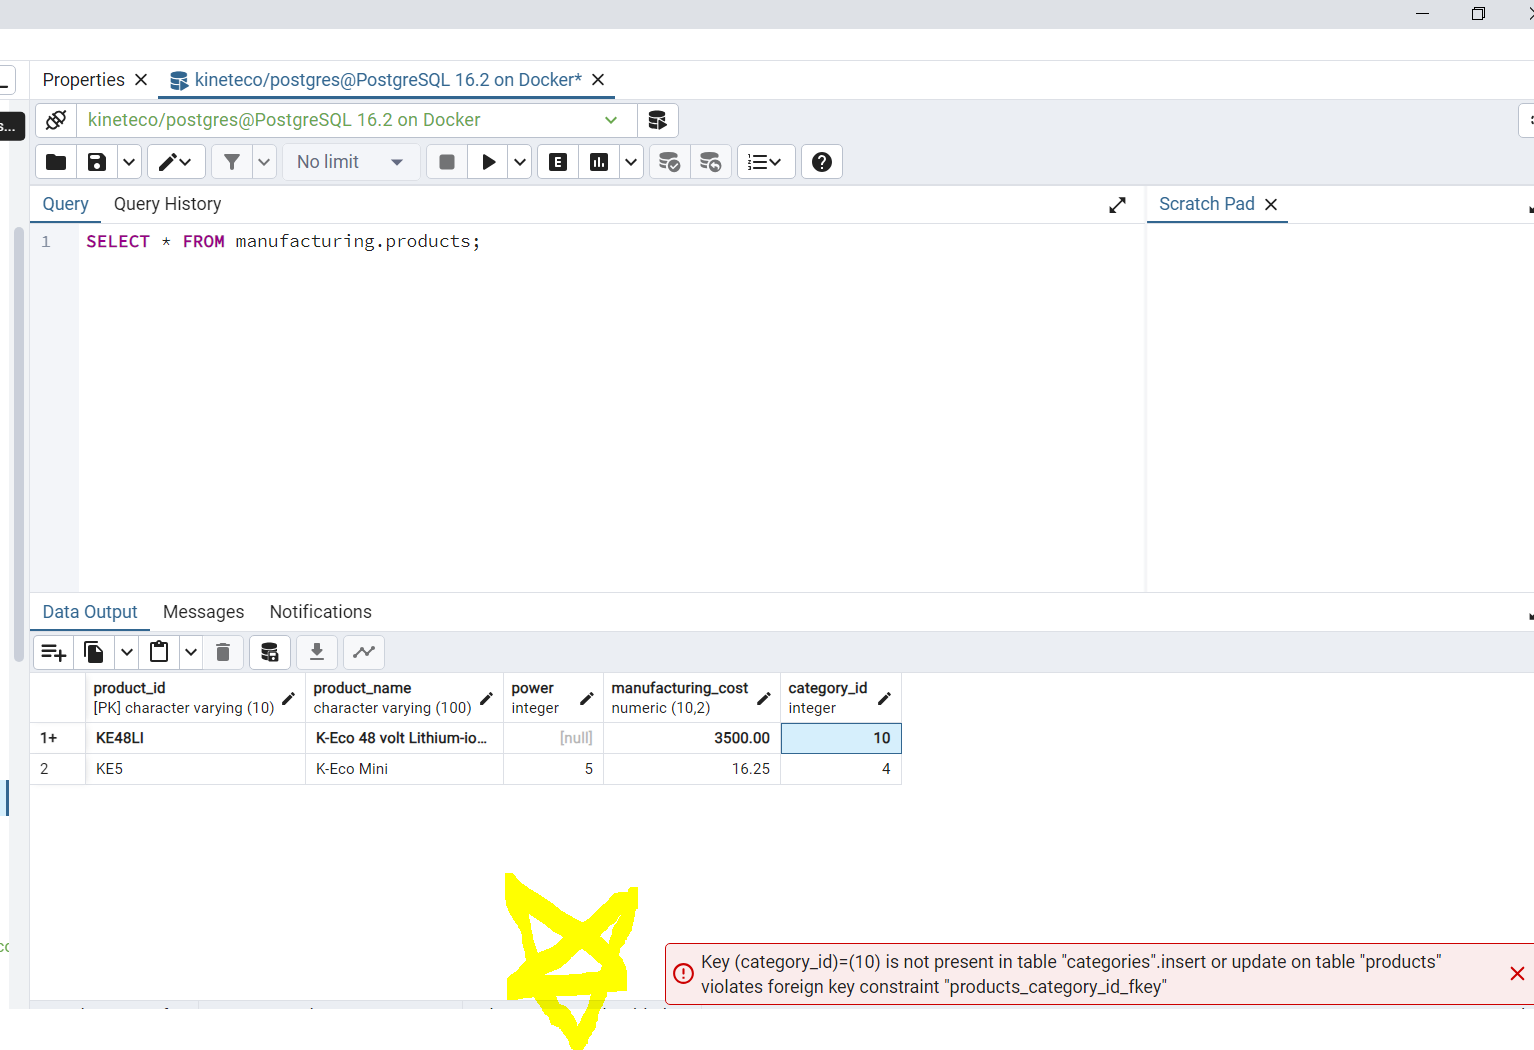 Properties
kineteco/postgres@PostgreSQL 16.2 on Docker*
s...
kineteco/postgres@PostgreSQL 16.2 on Docker
No limit
E
Query
Query History
Scratch Pad
1
SELECT * FROM manufacturing.products;
Data Output
Messages
Notifications
product_id
[PK] character varying (10)
product_name
character varying (100)
power
integer
manufacturing_cost
numeric (10,2)
category_id
integer
1+ KE48LI K-Eco 48 volt Lithium-io... [null] 3500.00 10
2 KE5 K-Eco Mini 5 16.25 4
Key (category_id)=(10) is not present in table "categories".insert or update on table "products"
violates foreign key constraint "products_category_id_fkey"